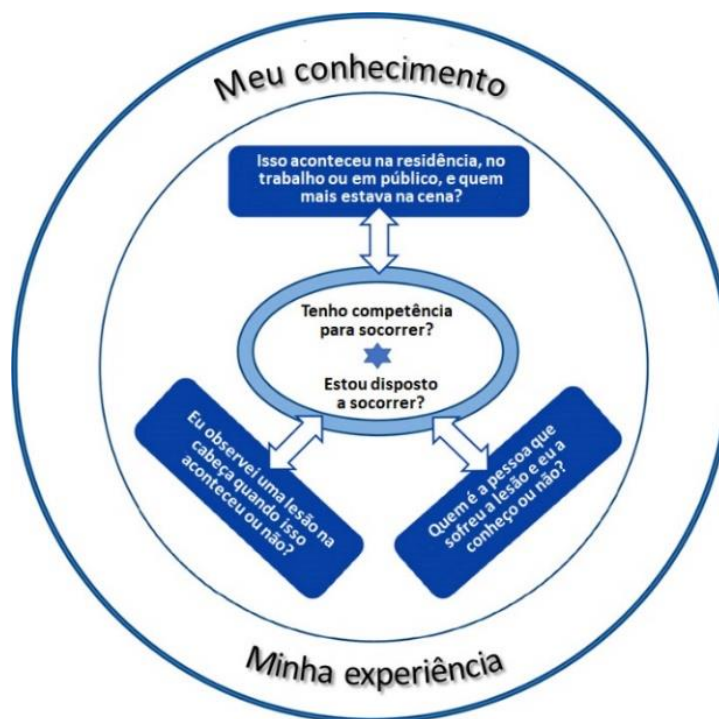 Meu conhecimento
Isso aconteceu na residência, no
trabalho ou em público, e quem
mais estava na cena?
Tenho competência
para socorrer?
Estou disposto
a socorrer?
Eu observei uma lesão na
cabeça quando isso
aconteceu ou não?
Quem é a pessoa que
sofreu a lesão e eu a
conheço ou não?
Minha experiência